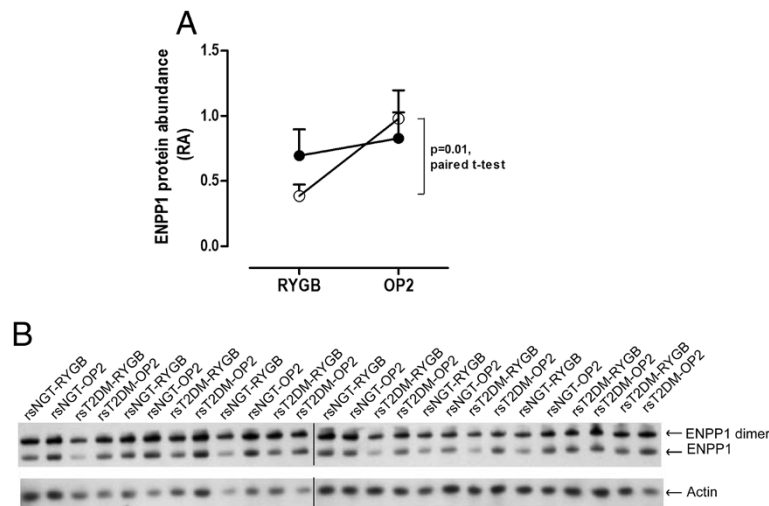 A
ENPP1 protein abundance
(RA)
1.5
1.0
0.5
0.0
p=0.01,
paired t-test
RYGB
OP2
B
rsNGT-RYGB
rsNGT-OP2
rsT2DM-RYGB
rsT2DM-OP2
rsNGT-RYGB
rsNGT-OP2
rsT2DM-RYGB
rsT2DM-OP2
rsNGT-RYGB
rsNGT-OP2
rsT2DM-RYGB
rsT2DM-OP2
rsNGT-RYGB
rsNGT-OP2
rsT2DM-RYGB
rsT2DM-OP2
rsNGT-RYGB
rsNGT-OP2
rsT2DM-RYGB
rsT2DM-OP2
rsNGT-RYGB
rsNGT-OP2
rsT2DM-RYGB
rsT2DM-OP2
rsT2DM-RYGB
rsT2DM-OP2
← ENPP1 dimer
← ENPP1
← Actin